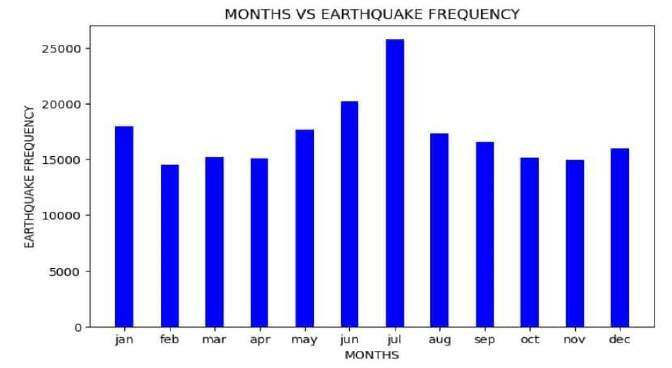 MONTHS VS EARTHQUAKE FREQUENCY
EARTHQUAKE FREQUENCY
25000
20000
15000
10000
5000
0
jan feb mar apr may jun jul aug sep oct nov dec
MONTHS